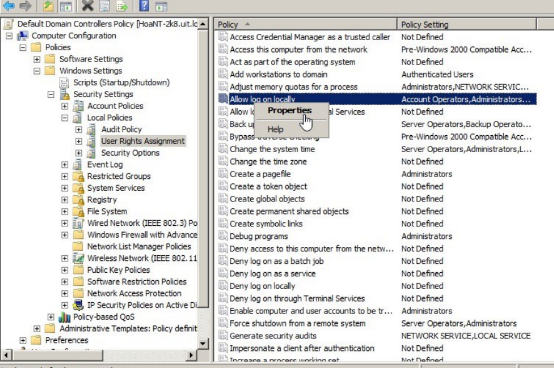 Default Domain Controllers Policy [HoaNT-2k8.uit.lc
Computer Configuration
Policies
Software Settings
Windows Settings
Scripts (Startup/Shutdown)
Security Settings
Account Policies
Local Policies
Audit Policy
User Rights Assignment
Security Options
Event Log
Restricted Groups
System Services
Registry
File System
Wired Network (IEEE 802.3) Po
Windows Firewall with Advance
Network List Manager Policies
Wireless Network (IEEE 802.11
Public Key Policies
Software Restriction Policies
Network Access Protection
IP Security Policies on Active Di
Policy-based QoS
Administrative Templates: Policy definit
Preferences
Policy Policy Setting
Access Credential Manager as a trusted caller Not Defined
Access this computer from the network Pre-Windows 2000 Compatible Acc...
Act as part of the operating system Not Defined
Add workstations to domain Authenticated Users
Adjust memory quotas for a process Administrators,NETWORK SERVIC...
Allow log on locally Account Operators,Administrators...
Properties
Services Not Defined
Help
Back u Server Operators,Backup Operato...
Bypass Pre-Windows 2000 Compatible Acc...
Change the system time Server Operators,Administrators,L...
Change the time zone Not Defined
Create a pagefile Administrators
Create a token object Not Defined
Create global objects Not Defined
Create permanent shared objects Not Defined
Create symbolic links Not Defined
Debug programs Administrators
Deny access to this computer from the netw... Not Defined
Deny log on as a batch job Not Defined
Deny log on as a service Not Defined
Deny log on locally Not Defined
Deny log on through Terminal Services Not Defined
Enable computer and user accounts to be tr... Administrators
Force shutdown from a remote system Server Operators,Administrators
Generate security audits NETWORK SERVICE,LOCAL SERVICE
Impersonate a client after authentication Not Defined
Increase a process working set Not Defined